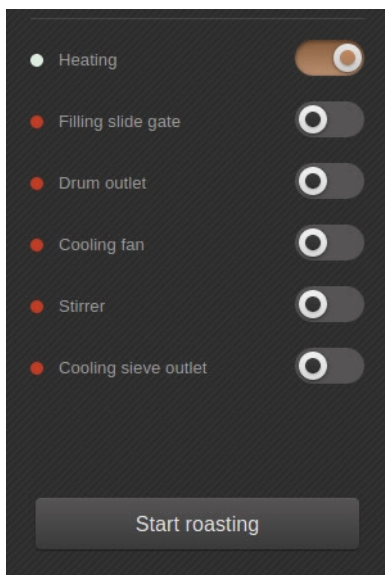 Heating
Filling slide gate
Drum outlet
Cooling fan
Stirrer
Cooling sieve outlet
Start roasting